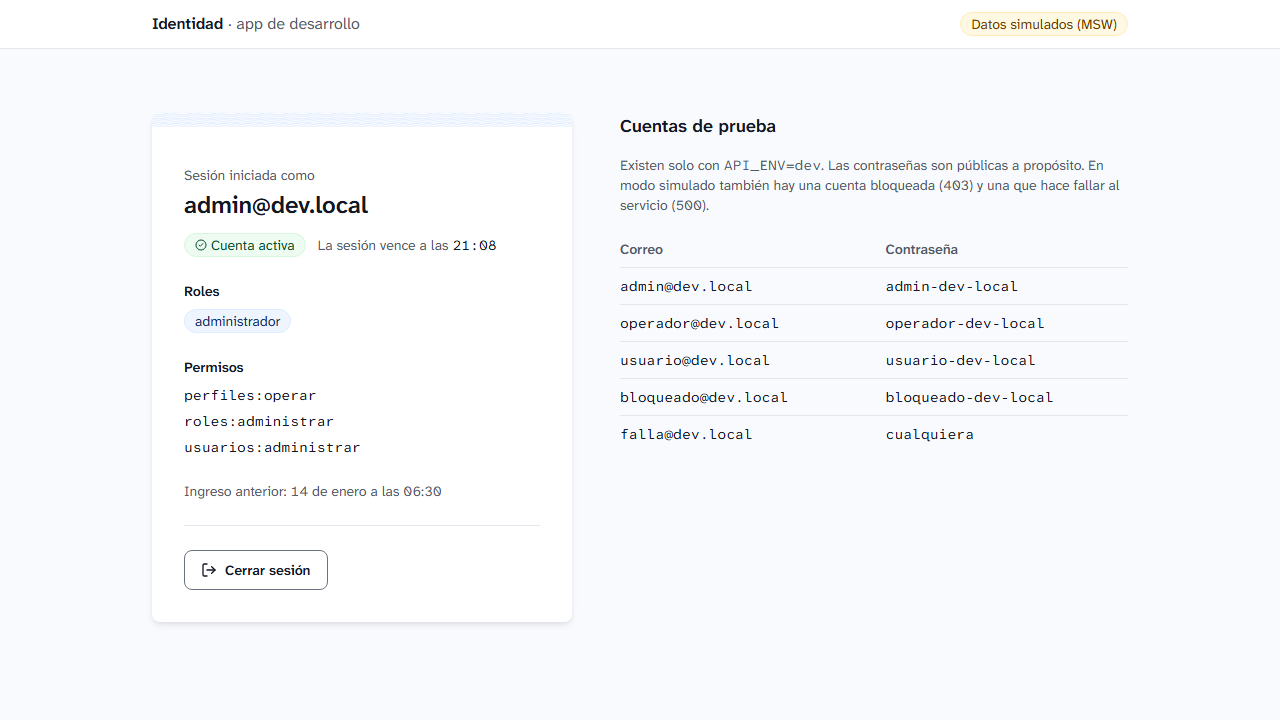 Identidad · app de desarrollo
Datos simulados (MSW)
Sesión iniciada como
admin@dev.local
Cuenta activa
La sesión vence a las 21:08
Roles
administrador
Permisos
perfiles:operar
roles:administrar
usuarios:administrar
Ingreso anterior: 14 de enero a las 06:30
Cerrar sesión
Cuentas de prueba
Existen solo con API_ENV=dev. Las contraseñas son públicas a propósito. En
modo simulado también hay una cuenta bloqueada (403) y una que hace fallar al
servicio (500).
Correo Contraseña
admin@dev.local admin-dev-local
operador@dev.local operador-dev-local
usuario@dev.local usuario-dev-local
bloqueado@dev.local bloqueado-dev-local
falla@dev.local cualquiera